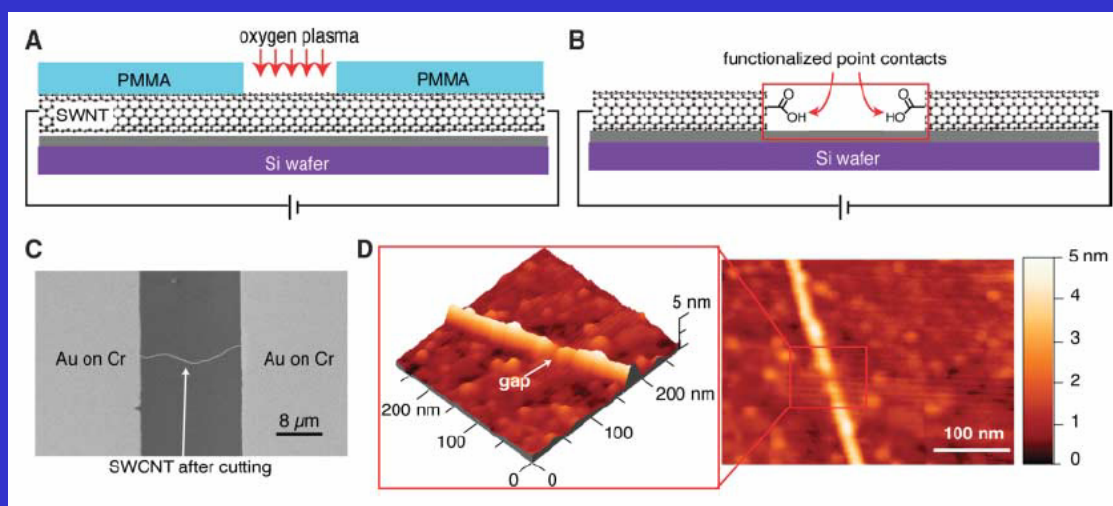 A
oxygen plasma
PMMA
PMMA
SWNT
Si wafer
B
functionalized point contacts
O
OH
O
HO
Si wafer
C
Au on Cr
Au on Cr
8 µm
SWCNT after cutting
D
5 nm
gap
200 nm
200 nm
100
100
0
0
100 nm
5 nm
4
3
2
1
0